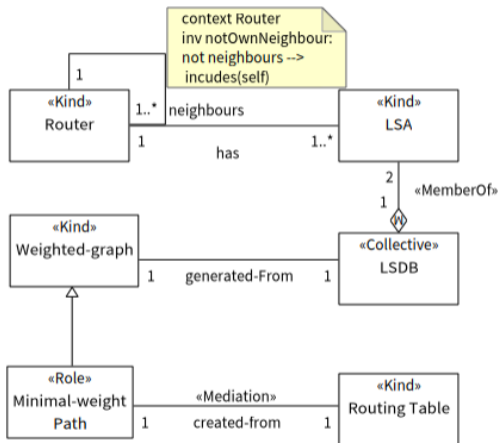 context Router
inv notOwnNeighbour:
not neighbours -->
incudes(self)
1
«Kind»
Router
1..* neighbours
«Kind»
LSA
1
has
1..*
2
«MemberOf»
1
M
«Kind»
Weighted-graph
«Collective»
LSDB
1 generated-From 1
«Role»
Minimal-weight
Path
«Mediation»
1 created-from 1
«Kind»
Routing Table